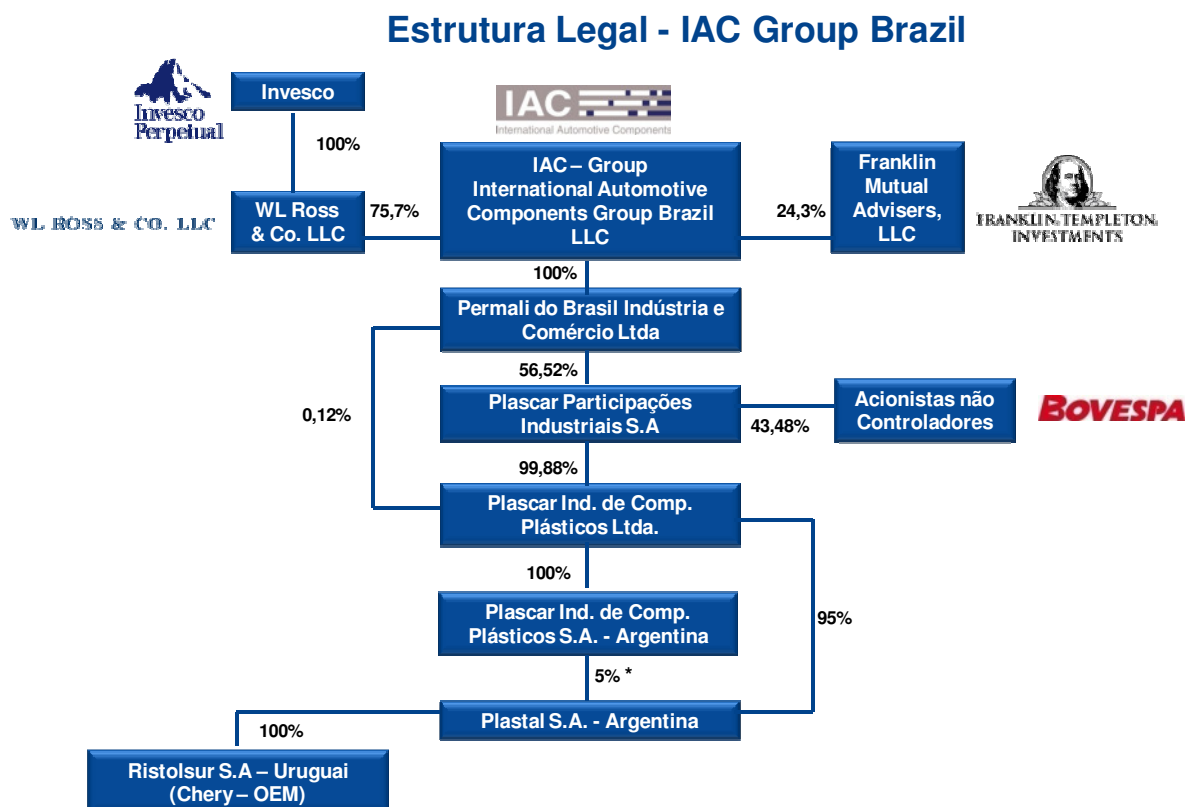 Estrutura Legal - IAC Group Brazil
Invesco
Perpetual
Invesco
IAC
International Automotive Components
100%
WL ROSS & CO. LLC
WL Ross
& Co. LLC
75,7%
IAC – Group
International Automotive
Components Group Brazil
LLC
24,3%
Franklin
Mutual
Advisers,
LLC
FRANKLIN TEMPLETON
INVESTMENTS
100%
Permali do Brasil Indústria e
Comércio Ltda
56,52%
0,12%
Plascar Participações
Industriais S.A
43,48%
Acionistas não
Controladores
BOVESPA
99,88%
Plascar Ind. de Comp.
Plásticos Ltda.
100%
95%
Plascar Ind. de Comp.
Plásticos S.A. - Argentina
5% *
Plastal S.A. - Argentina
100%
Ristolsur S.A – Uruguai
(Chery – OEM)